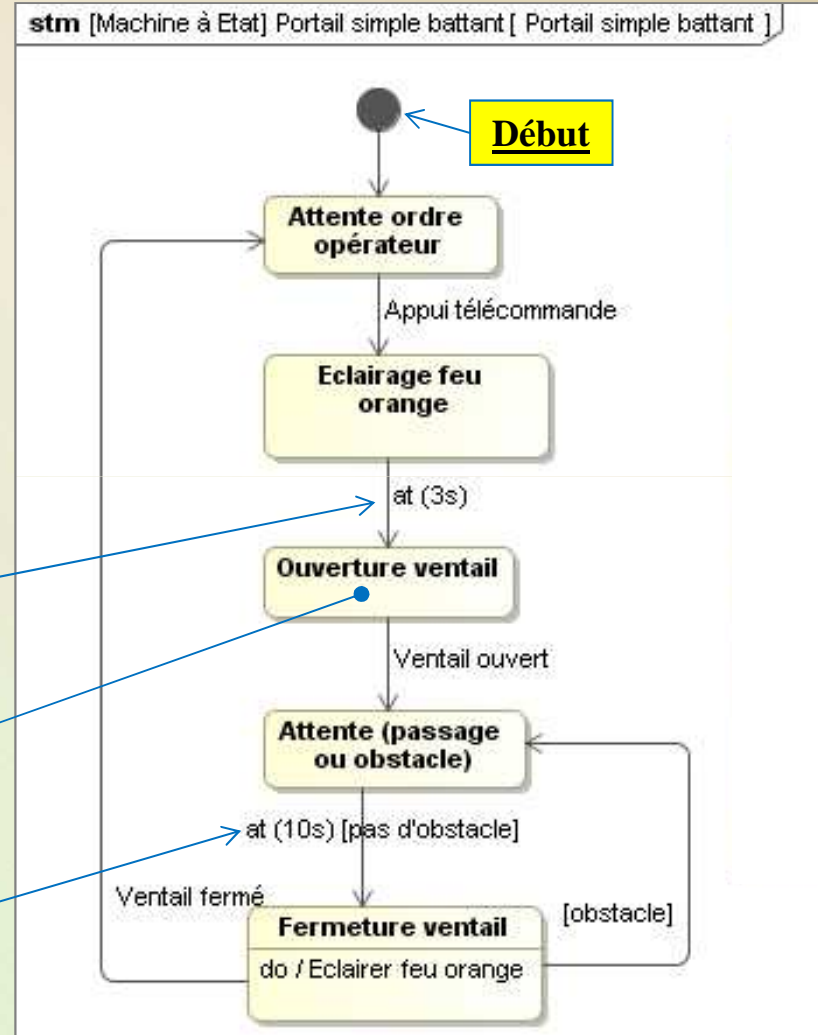 stm [Machine à Etat] Portail simple battant [ Portail simple battant ]
Début
Attente ordre
opérateur
Appui télécommande
Eclairage feu
orange
at (3s)
Ouverture ventail
Ventail ouvert
Attente (passage
ou obstacle)
at (10s) [pas d'obstacle]
Ventail fermé
[obstacle]
Fermeture ventail
do / Eclairer feu orange